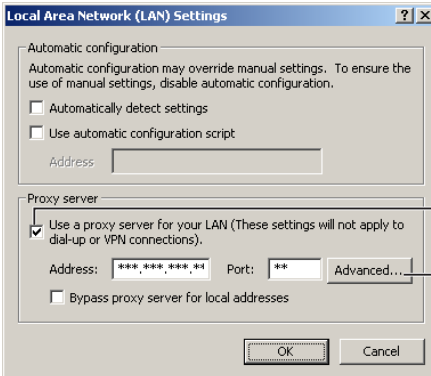 Local Area Network (LAN) Settings
Automatic configuration
Automatic configuration may override manual settings. To ensure the
use of manual settings, disable automatic configuration.
Automatically detect settings
Use automatic configuration script
Address
Proxy server
Use a proxy server for your LAN (These settings will not apply to
dial-up or VPN connections).
Address: ***.***.***.** Port: ** Advanced...
Bypass proxy server for local addresses
OK Cancel